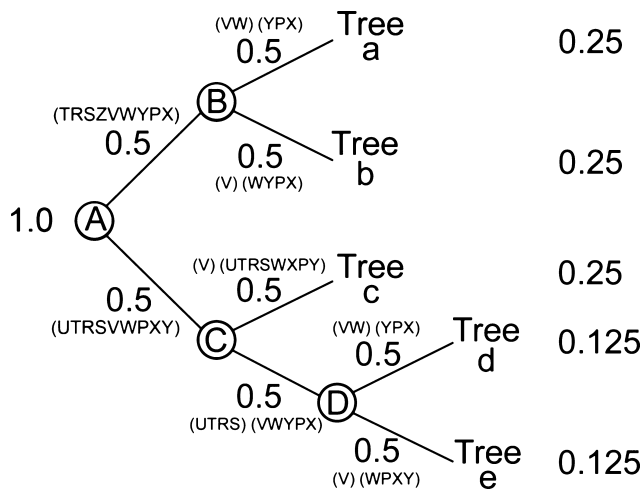 (VW) (YPX)
0.5
Tree
a
0.25
B
(TRSZVWYPX)
0.5
0.5
(V) (WYPX)
Tree
b
0.25
1.0
A
(V) (UTRSWXPY)
0.5
Tree
c
0.25
0.5
(UTRSVWPXY)
C
(VW) (YPX)
0.5
Tree
d
0.125
0.5
(UTRS) (VWYPX)
D
0.5
(V) (WPXY)
Tree
e
0.125